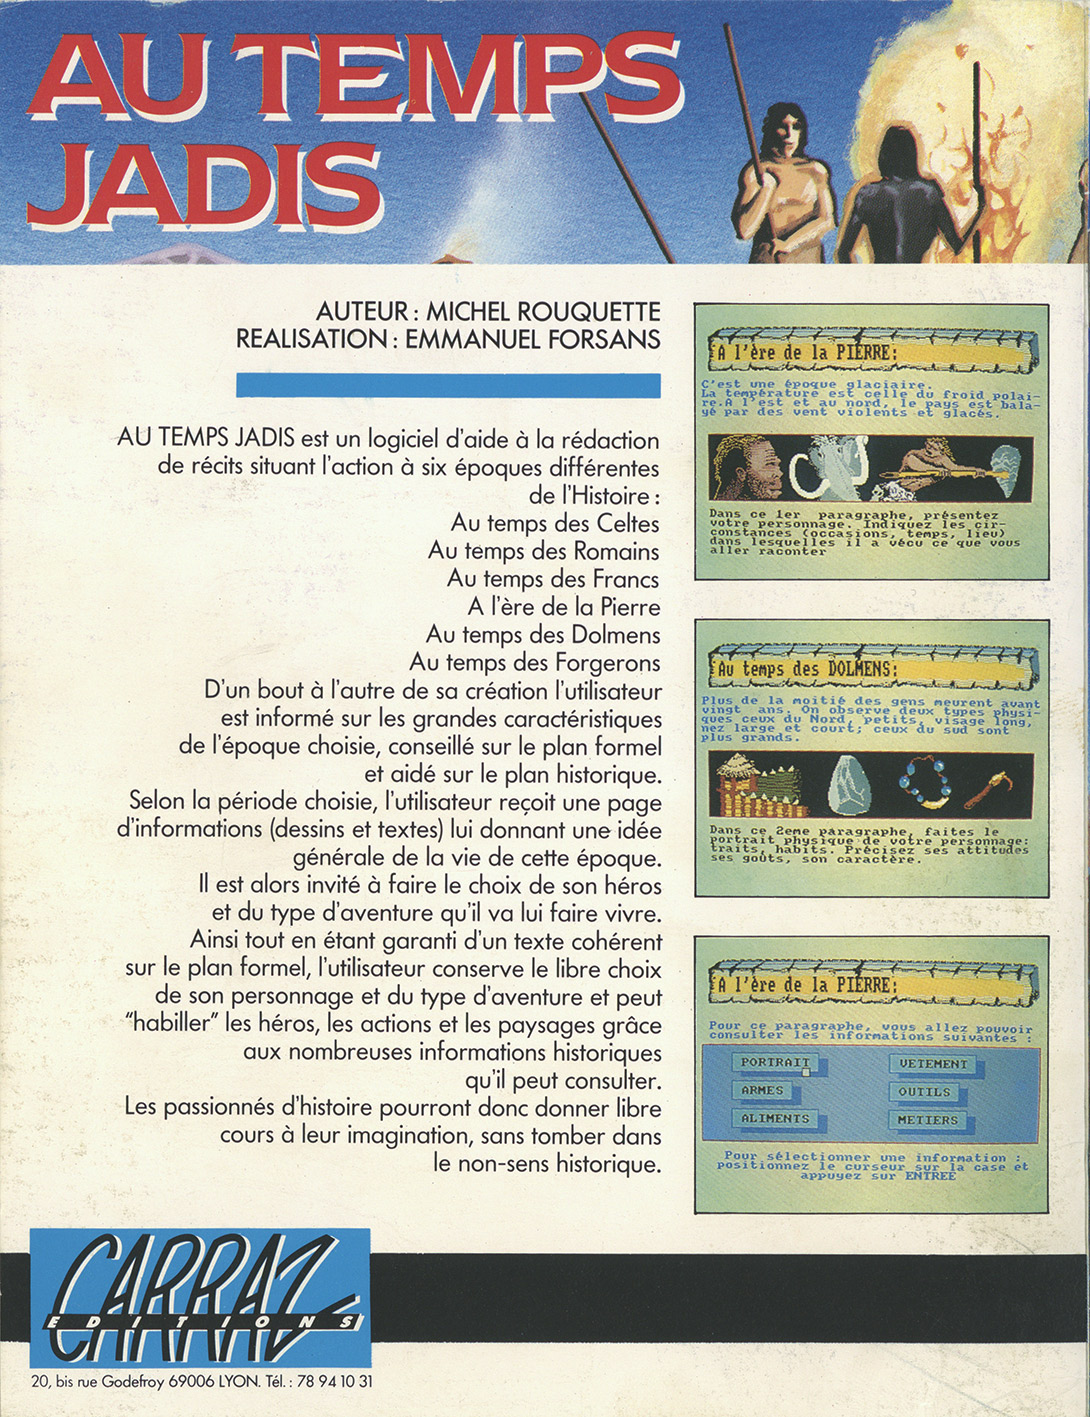 AU TEMPS
JADIS
AUTEUR : MICHEL ROUQUETTE
REALISATION : EMMANUEL FORSANS
AU TEMPS JADIS est un logiciel d'aide à la rédaction
de récits situant l'action à six époques différentes
de l'Histoire :
Au temps des Celtes
Au temps des Romains
Au temps des Francs
A l'ère de la Pierre
Au temps des Dolmens
Au temps des Forgerons
D'un bout à l'autre de sa création l'utilisateur
est informé sur les grandes caractéristiques
de l'époque choisie, conseillé sur le plan formel
et aidé sur le plan historique.
Selon la période choisie, l'utilisateur reçoit une page
d'informations (dessins et textes) lui donnant une idée
générale de la vie de cette époque.
Il est alors invité à faire le choix de son héros
et du type d'aventure qu'il va lui faire vivre.
Ainsi tout en étant garanti d'un texte cohérent
sur le plan formel, l'utilisateur conserve le libre choix
de son personnage et du type d'aventure et peut
"habiller" les héros, les actions et les paysages grâce
aux nombreuses informations historiques
qu'il peut consulter.
Les passionnés d'histoire pourront donc donner libre
cours à leur imagination, sans tomber dans
le non-sens historique.
A l'ère de la PIERRE:
C'est une époque glaciaire.
La température est celle du froid polai-
re.A l'est et au nord, le pays est bala-
yé par des vent violents et glacés.
Dans ce 1er paragraphe, présentez
votre personnage. Indiquez les cir-
constances (occasions, temps, lieu)
dans lesquelles il a vécu ce que vous
aller raconter
Au temps des DOLMENS:
Plus de la moitié des gens meurent avant
vingt ans. On observe deux types physi-
ques ceux du Nord, petits, visage long,
nez large et court; ceux du sud sont
plus grands.
Dans ce 2eme paragraphe, faites le
portrait physique de votre personnage:
traits, habits. Précisez ses attitudes
ses goûts, son caractère.
A l'ère de la PIERRE:
Pour ce paragraphe, vous allez pouvoir
consulter les informations suivantes :
PORTRAIT VETEMENT
ARMES OUTILS
ALIMENTS METIERS
Pour sélectionner une information :
positionnez le curseur sur la case et
appuyez sur ENTREE
CARRAZ
EDITIONS
20, bis rue Godefroy 69006 LYON. Tél. : 78 94 10 31